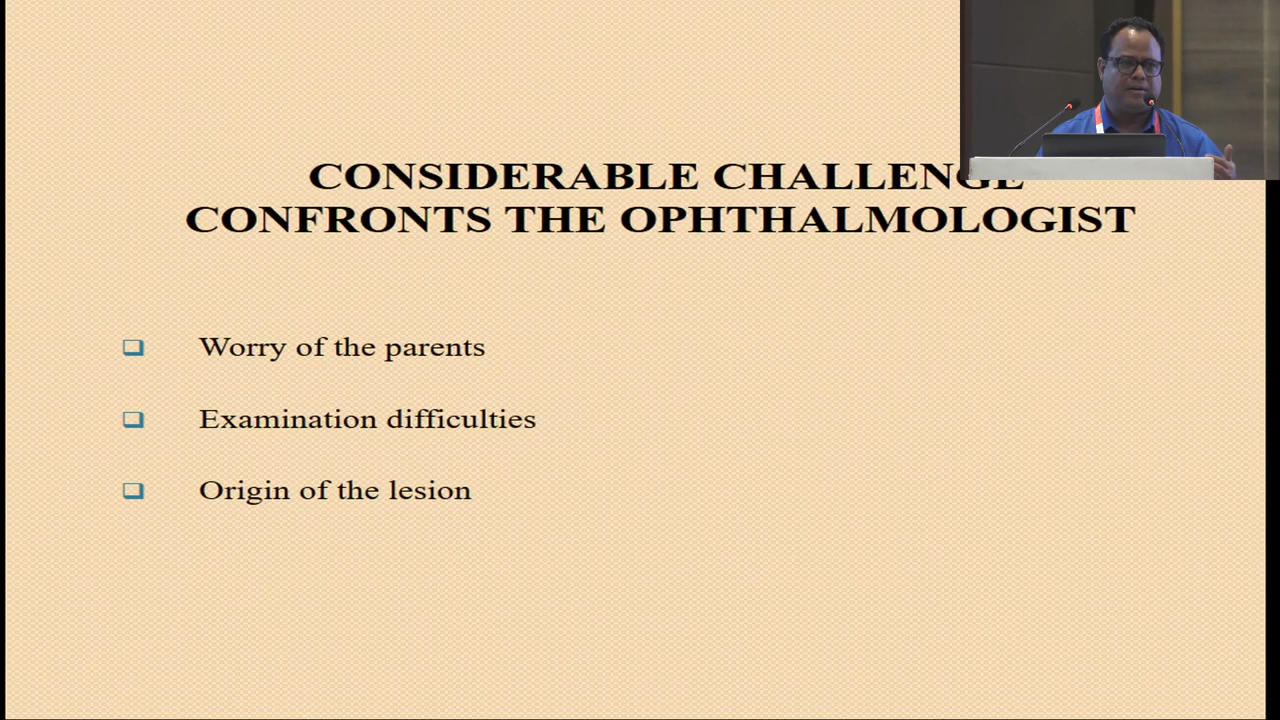 CONSIDERABLE CHALLENGE
CONFRONTS THE OPHTHALMOLOGIST
Worry of the parents
Examination difficulties
Origin of the lesion